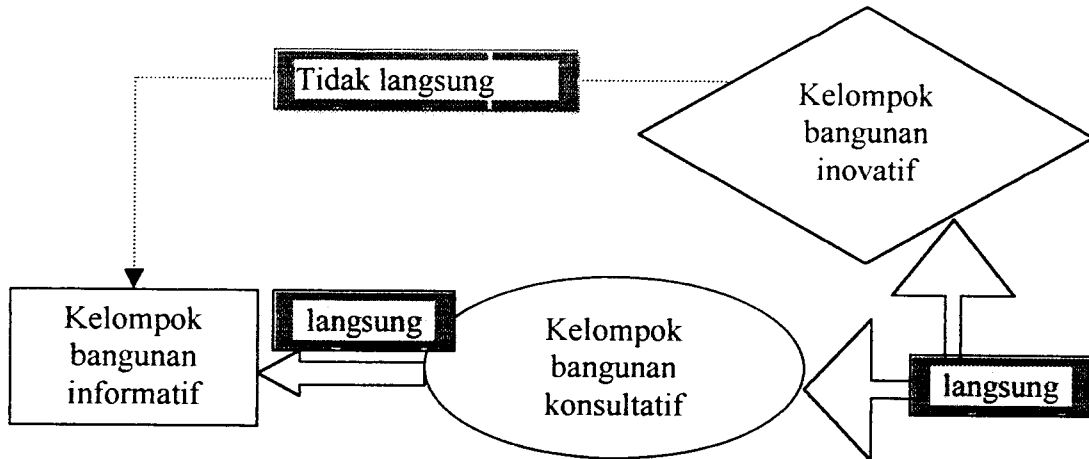 Tidak langsung
Kelompok
bangunan
inovatif
Kelompok
bangunan
informatif
langsung
Kelompok
bangunan
konsultatif
langsung